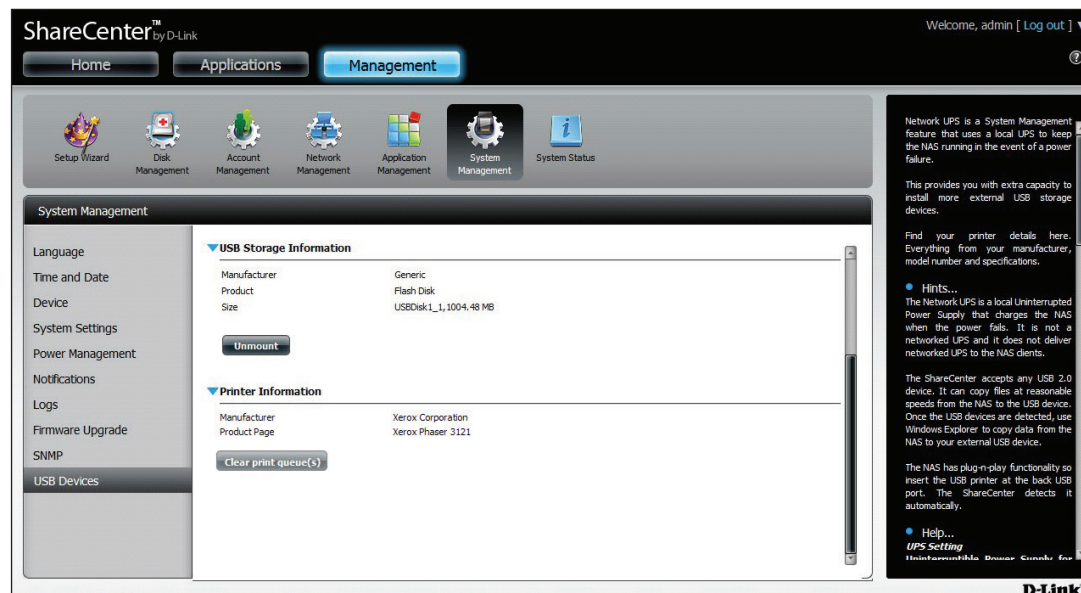 ShareCenter™ by D-Link
Welcome, admin [ Log out ]
Home
Applications
Management
Setup Wizard
Disk
Management
Account
Management
Network
Management
Application
Management
System
Management
System Status
System Management
Language
Time and Date
Device
System Settings
Power Management
Notifications
Logs
Firmware Upgrade
SNMP
USB Devices
USB Storage Information
Manufacturer Generic
Product Flash Disk
Size USBDisk1_1,1004.48 MB
Unmount
Printer Information
Manufacturer Xerox Corporation
Product Page Xerox Phaser 3121
Clear print queue(s)
Network UPS is a System Management
feature that uses a local UPS to keep
the NAS running in the event of a power
failure.
This provides you with extra capacity to
install more external USB storage
devices.
Find your printer details here.
Everything from your manufacturer,
model number and specifications.
Hints...
The Network UPS is a local Uninterrupted
Power Supply that charges the NAS
when the power fails. It is not a
networked UPS and it does not deliver
networked UPS to the NAS clients.
The ShareCenter accepts any USB 2.0
device. It can copy files at reasonable
speeds from the NAS to the USB device.
Once the USB devices are detected, use
Windows Explorer to copy data from the
NAS to your external USB device.
The NAS has plug-n-play functionality so
insert the USB printer at the back USB
port. The ShareCenter detects it
automatically.
Help...
UPS Setting
Uninterruptible Power Supply for
D-Link